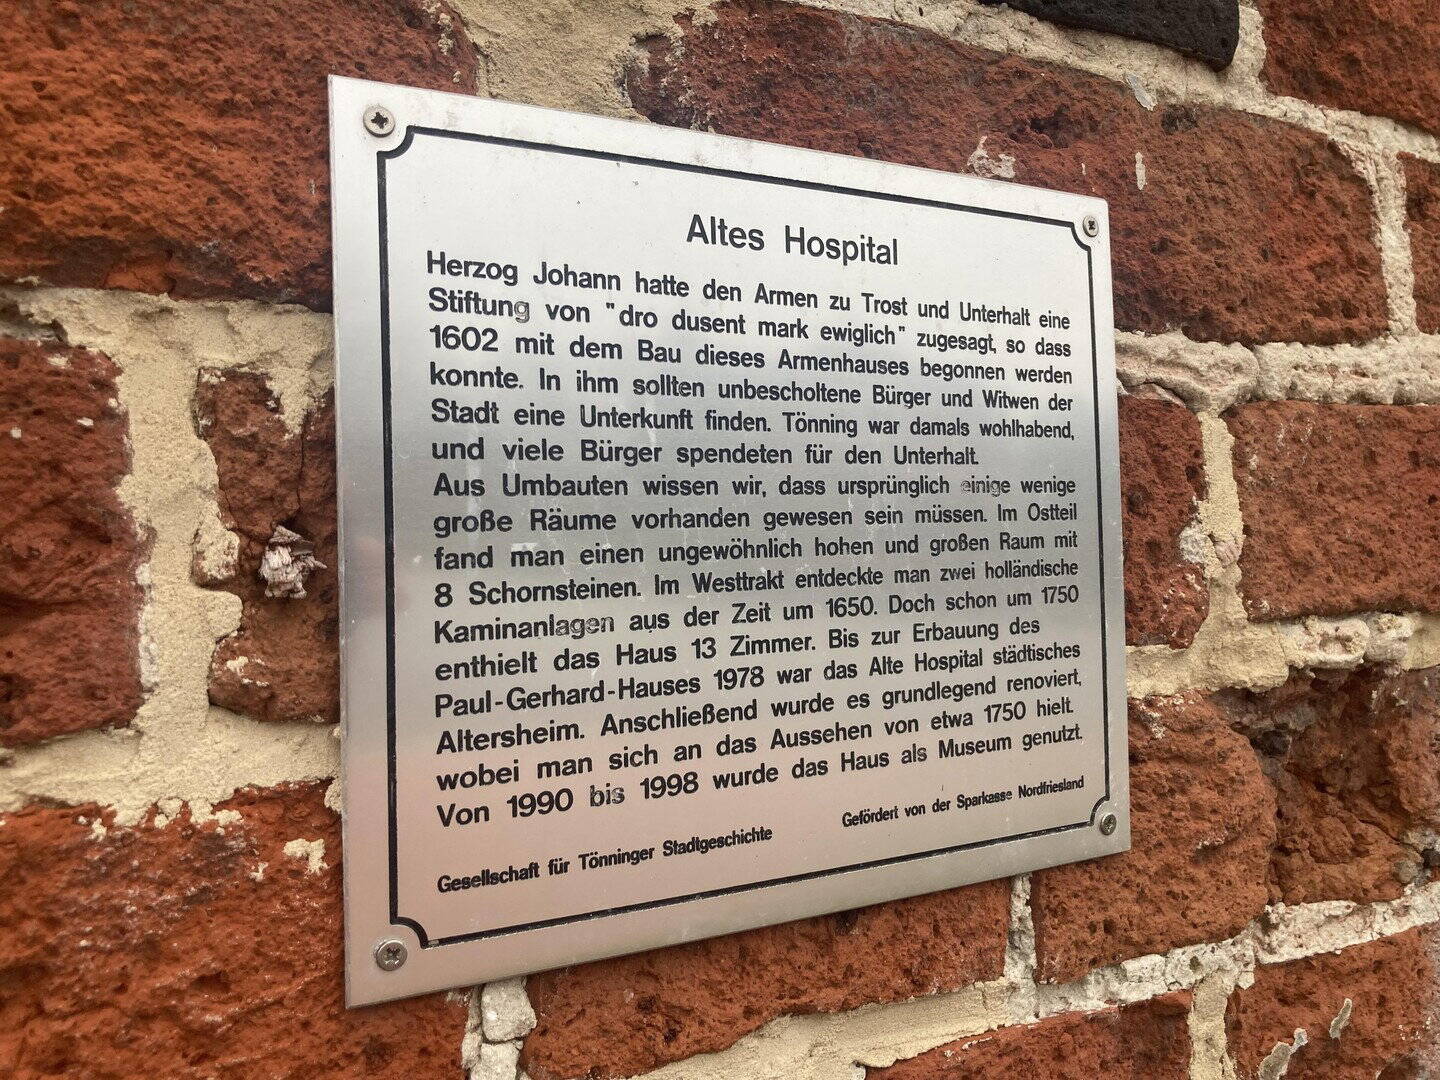 Altes Hospital
Herzog Johann hatte den Armen zu Trost und Unterhalt eine
Stiftung von "dro dusent mark ewiglich" zugesagt, so dass
1602 mit dem Bau dieses Armenhauses begonnen werden
konnte. In ihm sollten unbescholtene Bürger und Witwen der
Stadt eine Unterkunft finden. Tönning war damals wohlhabend,
und viele Bürger spendeten für den Unterhalt.
Aus Umbauten wissen wir, dass ursprünglich einige wenige
große Räume vorhanden gewesen sein müssen. Im Ostteil
fand man einen ungewöhnlich hohen und großen Raum mit
8 Schornsteinen. Im Westtrakt entdeckte man zwei holländische
Kaminanlagen aus der Zeit um 1650. Doch schon um 1750
enthielt das Haus 13 Zimmer. Bis zur Erbauung des
Paul-Gerhard-Hauses 1978 war das Alte Hospital städtisches
Altersheim. Anschließend wurde es grundlegend renoviert,
wobei man sich an das Aussehen von etwa 1750 hielt.
Von 1990 bis 1998 wurde das Haus als Museum genutzt.
Gesellschaft für Tönninger Stadtgeschichte
Gefördert von der Sparkasse Nordfriesland